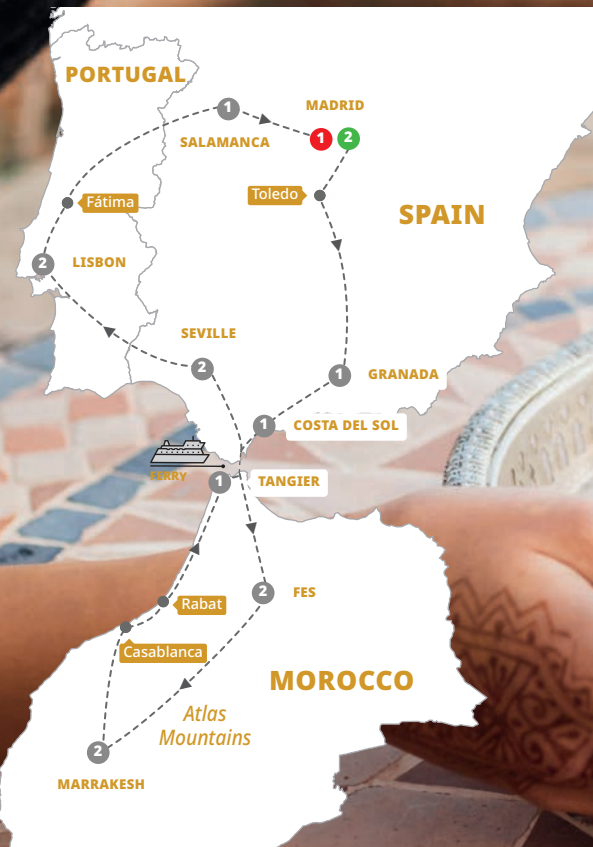 PORTUGAL
MADRID
1
SALAMANCA
1
2
Toledo
Fátima
SPAIN
2
LISBON
SEVILLE
2
1
GRANADA
1
COSTA DEL SOL
FERRY
1
TANGIER
2
FES
Rabat
Casablanca
MOROCCO
Atlas
Mountains
2
MARRAKESH